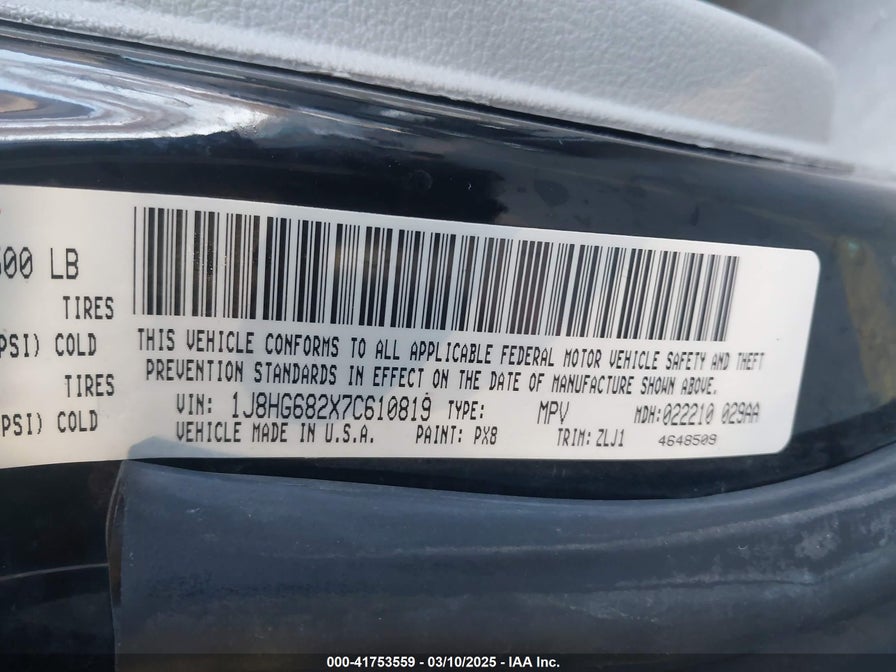 500 LB
TIRES
PSI) COLD
TIRES
PSI) COLD
THIS VEHICLE CONFORMS TO ALL APPLICABLE FEDERAL MOTOR VEHICLE SAFETY AND THEFT
PREVENTION STANDARDS IN EFFECT ON THE DATE OF MANUFACTURE SHOWN ABOVE.
VIN: 1J8HG682X7C610819 TYPE: MPV MDH:022210 029AA
VEHICLE MADE IN U.S.A. PAINT: PX8 TRIM: ZLJ1 4648509
000-41753559 — 03/10/2025 — IAA Inc.